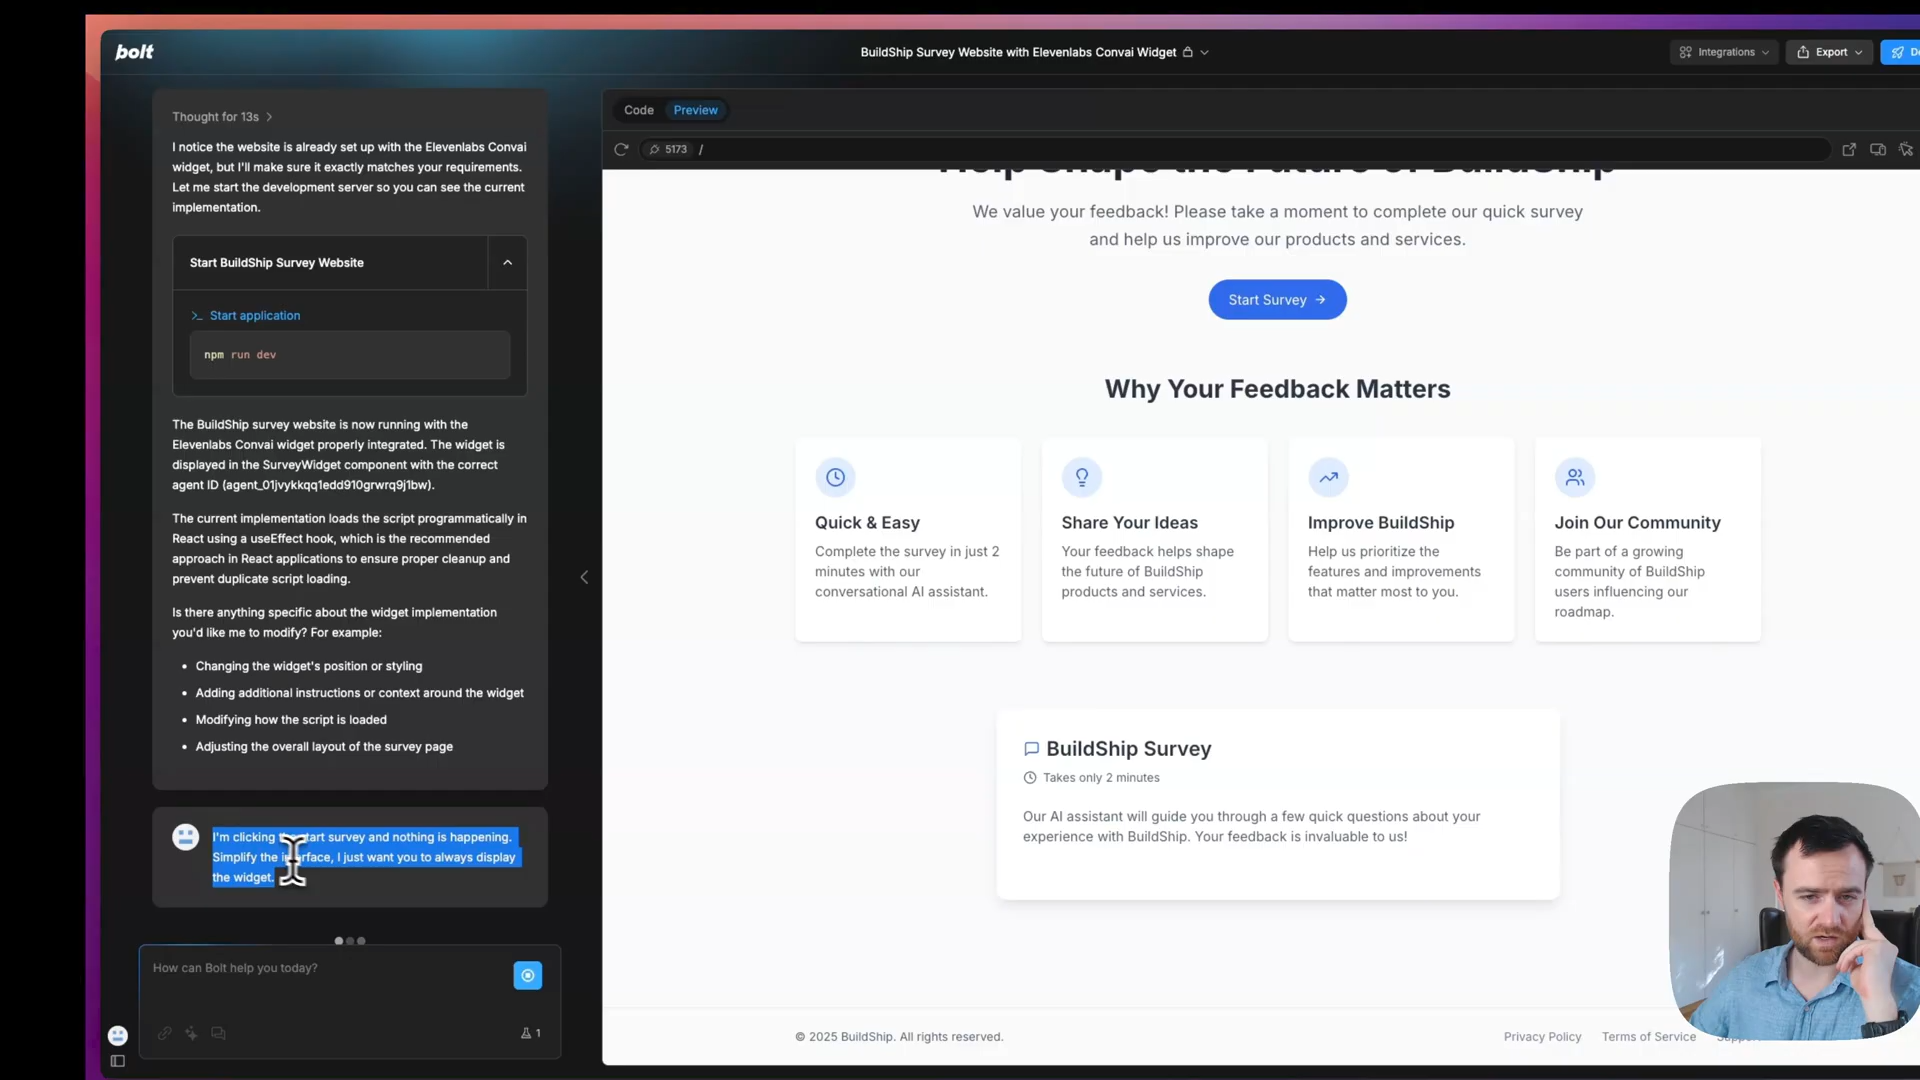 bolt
BuildShip Survey Website with Elevenlabs Convai Widget
Integrations
Export
Thought for 13s
I notice the website is already set up with the Elevenlabs Convai
widget, but I'll make sure it exactly matches your requirements.
Let me start the development server so you can see the current
implementation.
Start BuildShip Survey Website
Start application
npm run dev
The BuildShip survey website is now running with the
Elevenlabs Convai widget properly integrated. The widget is
displayed in the SurveyWidget component with the correct
agent ID (agent_01jvykkqq1edd910grwrq9j1bw).
The current implementation loads the script programmatically in
React using a useEffect hook, which is the recommended
approach in React applications to ensure proper cleanup and
prevent duplicate script loading.
Is there anything specific about the widget implementation
you'd like me to modify? For example:
• Changing the widget's position or styling
• Adding additional instructions or context around the widget
• Modifying how the script is loaded
• Adjusting the overall layout of the survey page
I'm clicking the start survey and nothing is happening.
Simplify the interface, I just want you to always display
the widget.
How can Bolt help you today?
1
Code Preview
5173 /
Help Shape the Future of BuildShip
We value your feedback! Please take a moment to complete our quick survey
and help us improve our products and services.
Start Survey →
Why Your Feedback Matters
Quick & Easy
Complete the survey in just 2
minutes with our
conversational AI assistant.
Share Your Ideas
Your feedback helps shape
the future of BuildShip
products and services.
Improve BuildShip
Help us prioritize the
features and improvements
that matter most to you.
Join Our Community
Be part of a growing
community of BuildShip
users influencing our
roadmap.
BuildShip Survey
Takes only 2 minutes
Our AI assistant will guide you through a few quick questions about your
experience with BuildShip. Your feedback is invaluable to us!
© 2025 BuildShip. All rights reserved.
Privacy Policy
Terms of Service